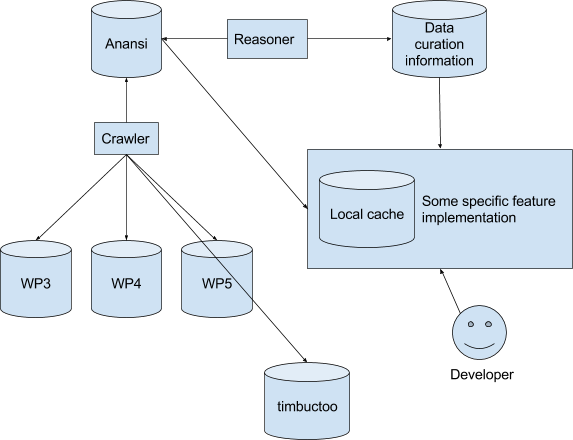 Anansi
Reasoner
Data
curation
information
Crawler
Local cache
Some specific feature
implementation
WP3
WP4
WP5
Developer
timbuctoo